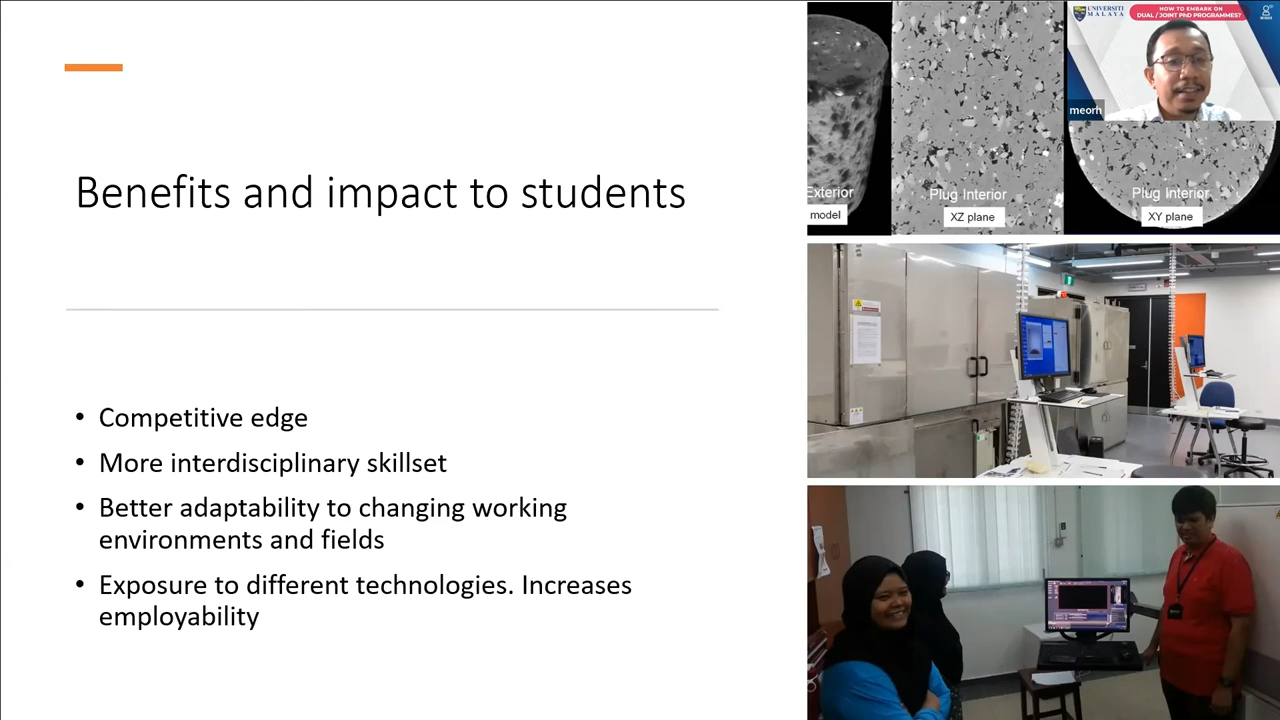 Benefits and impact to students
• Competitive edge
• More interdisciplinary skillset
• Better adaptability to changing working
environments and fields
• Exposure to different technologies. Increases
employability
Exterior
model
Plug Interior
XZ plane
Plug Interior
XY plane
UNIVERSITI
MALAYA
HOW TO EMBARK ON
DUAL / JOINT PhD PROGRAMMES?
meorh